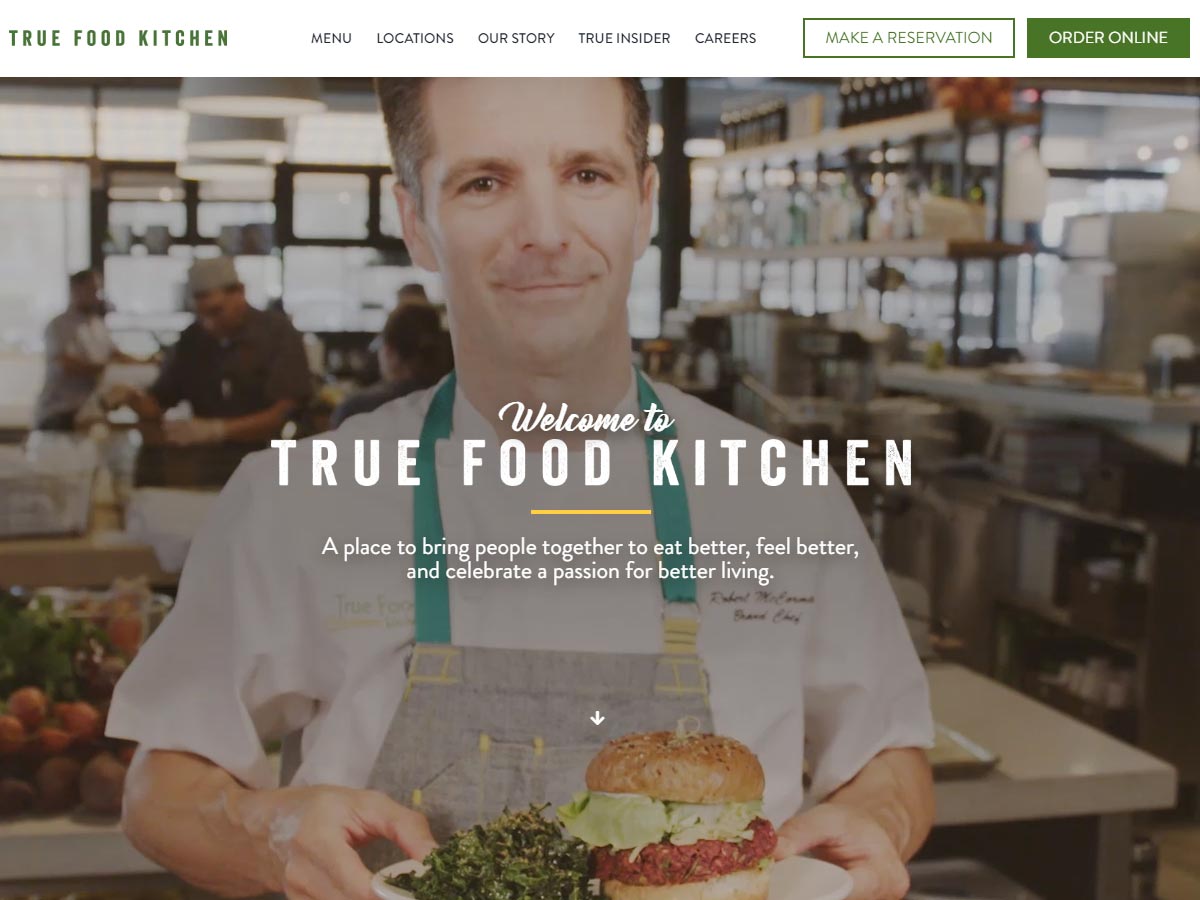 TRUE FOOD KITCHEN
MENU LOCATIONS OUR STORY TRUE INSIDER CAREERS MAKE A RESERVATION ORDER ONLINE
Welcome to
TRUE FOOD KITCHEN
A place to bring people together to eat better, feel better,
and celebrate a passion for better living.
True Food
Robert McCormick
Brand Chef